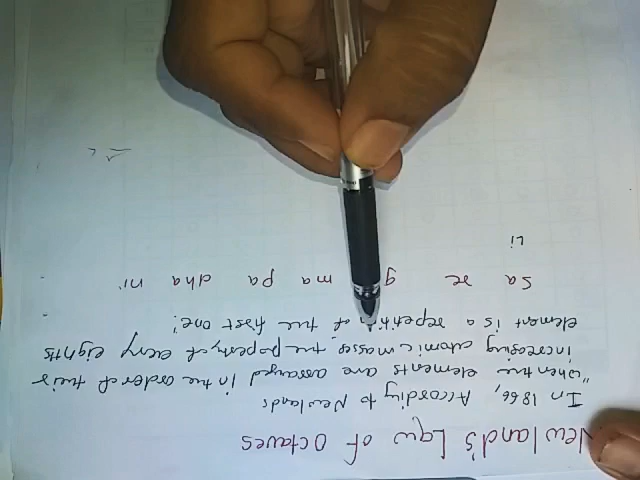 Newland's Law of Octaves
In 1866, According to Newlands
"when the elements are arranged in the order of their
increasing atomic masses, the property of every eights
element is a repetition of the first one".
Sa re g ma pa dha ni
Li